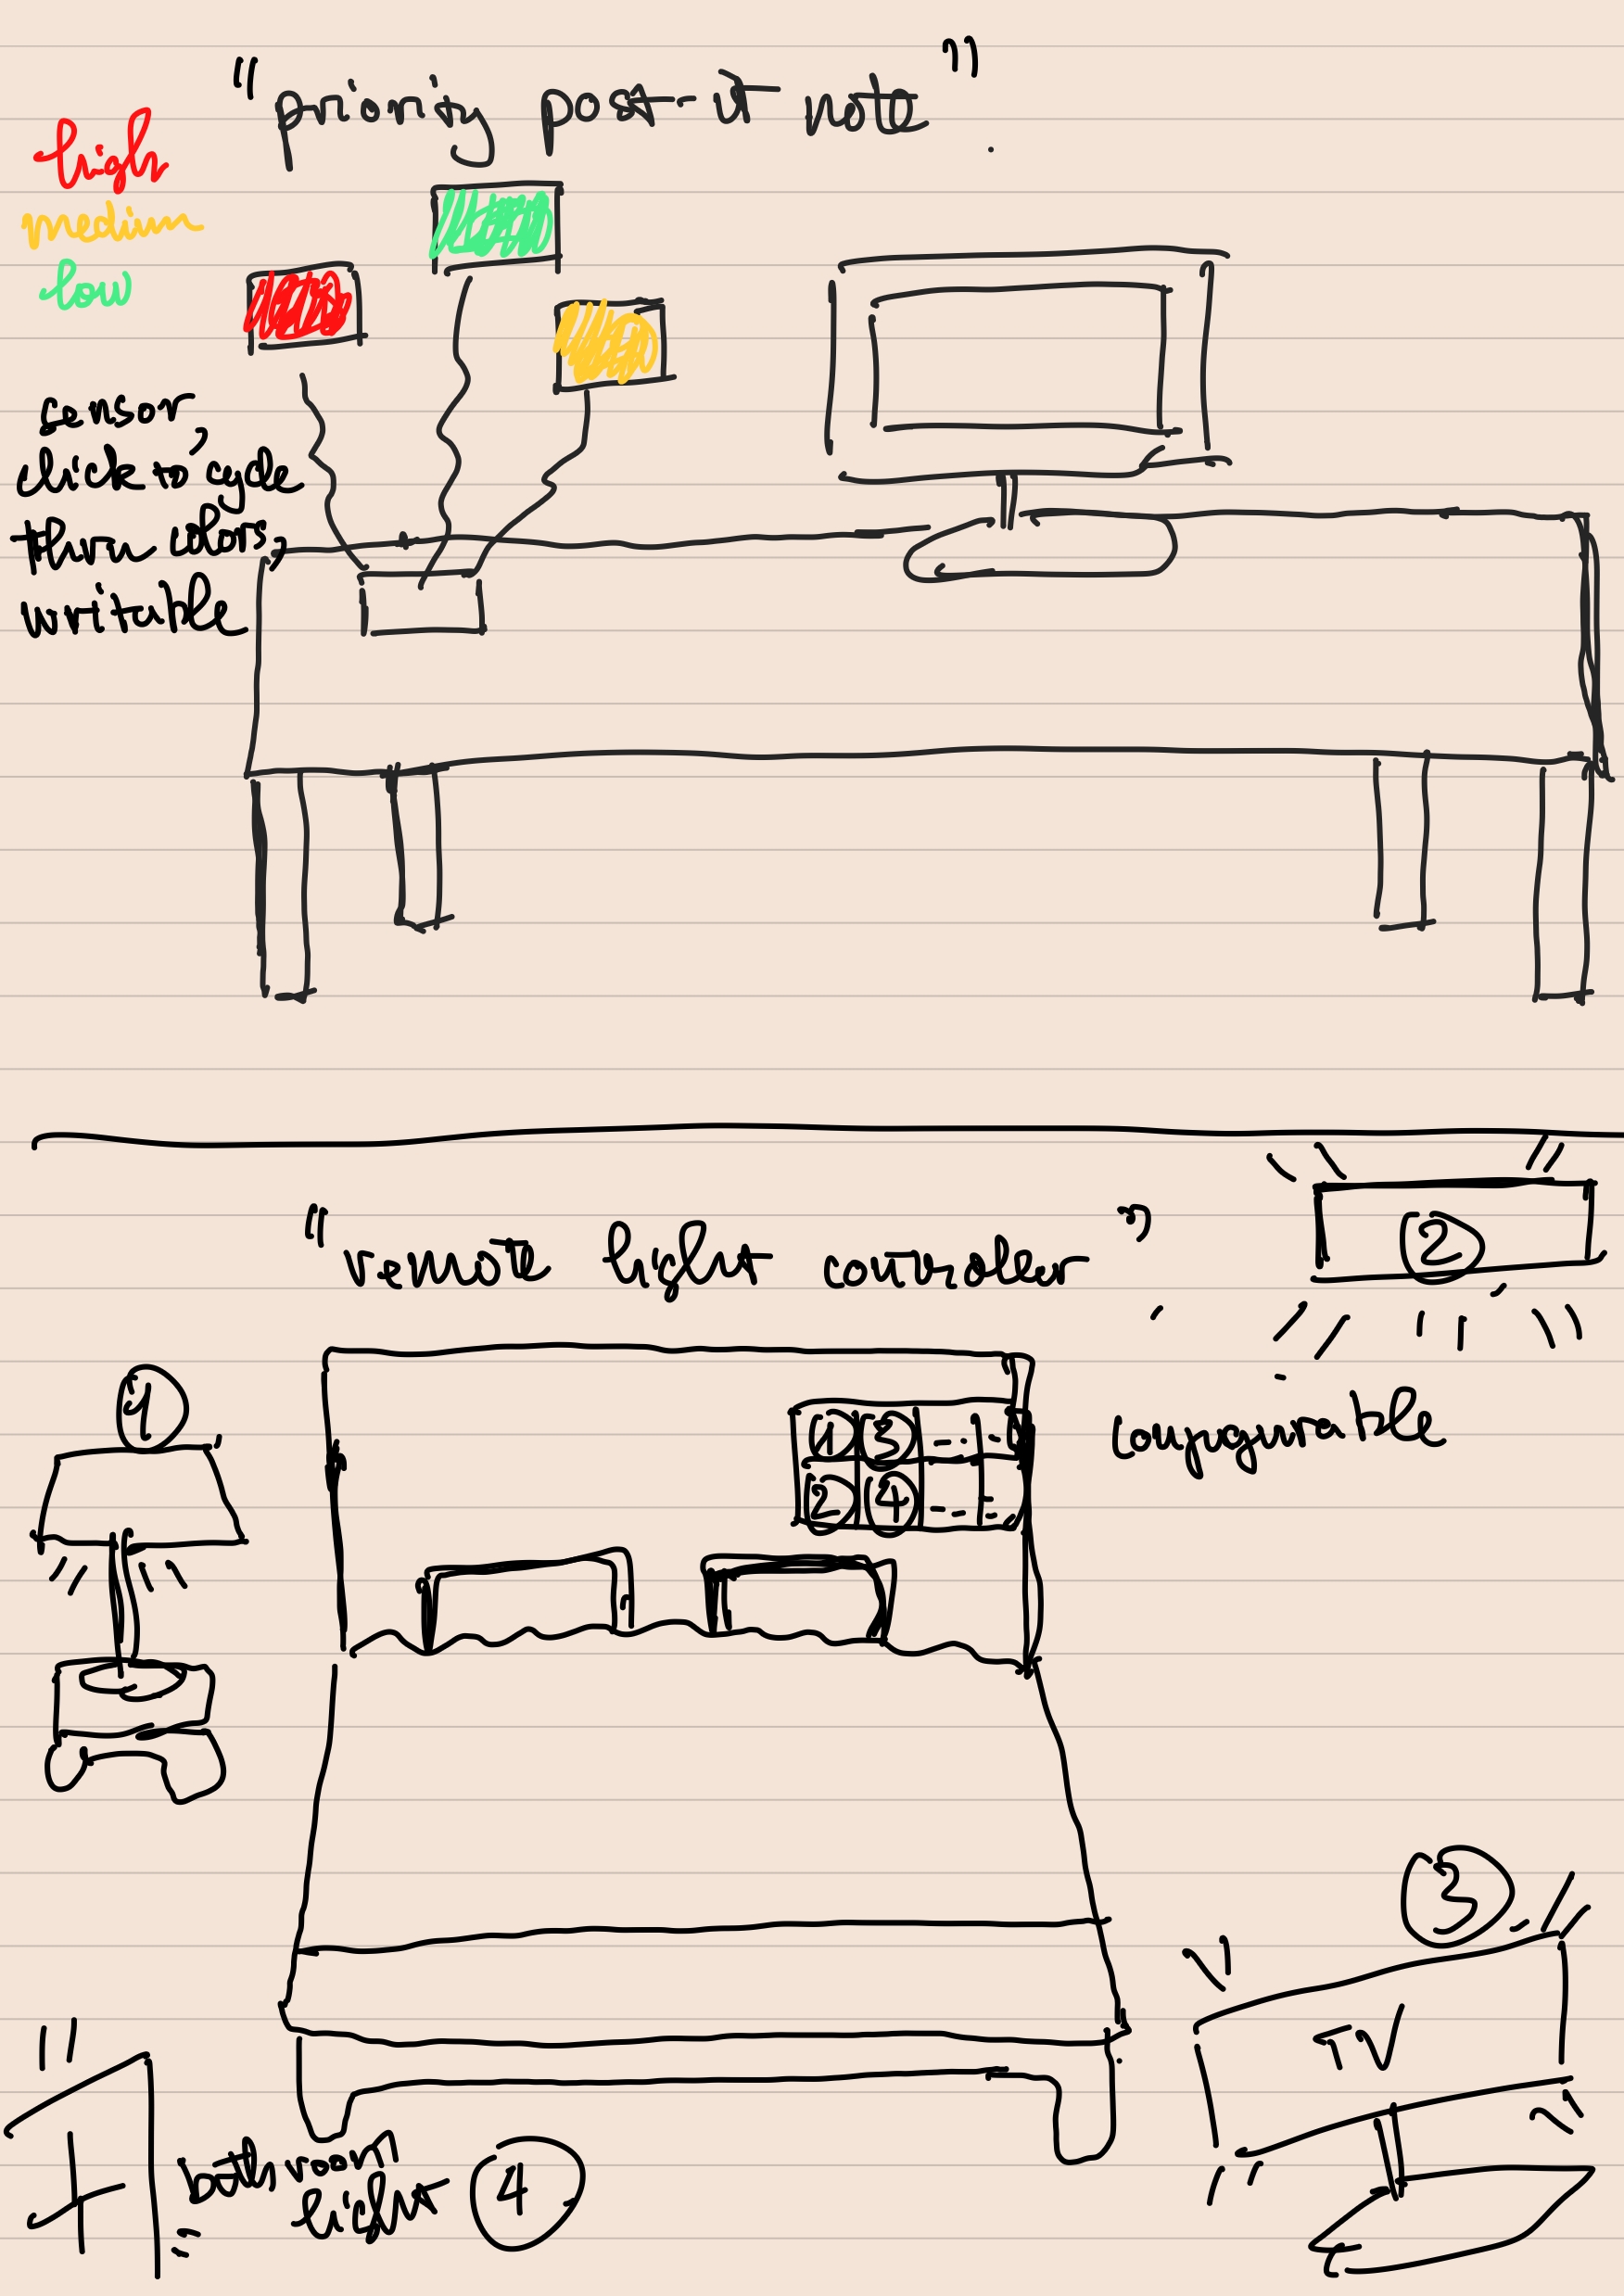 "priority post-it note"
high
medium
low
sensor,
click to cycle
thru colors,
writable
"remote light controller"
2
1
1 3
2 4
configurable
3
TV
bathroom
light 4